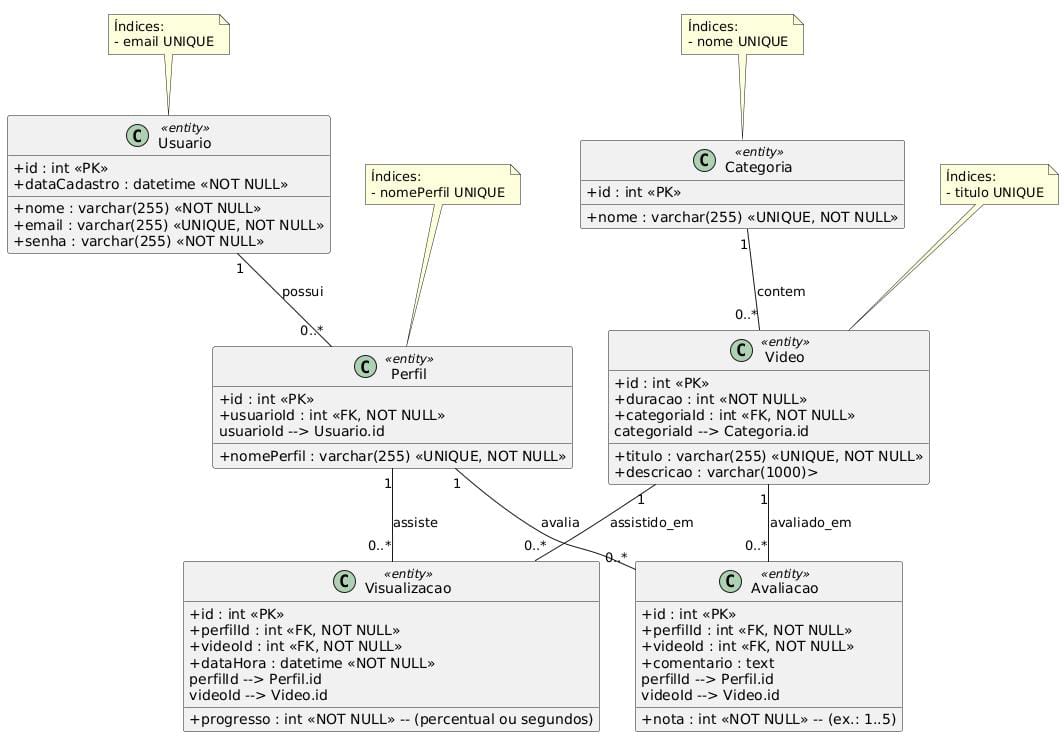 Índices:
- email UNIQUE
Índices:
- nome UNIQUE
C
«entity»
Usuario
+id : int «PK»
+dataCadastro : datetime «NOT NULL»
+nome : varchar(255) «NOT NULL»
+email : varchar(255) «UNIQUE, NOT NULL»
+senha : varchar(255) «NOT NULL»
Índices:
- nomePerfil UNIQUE
C
«entity»
Categoria
+id : int «PK»
+nome : varchar(255) «UNIQUE, NOT NULL»
Índices:
- titulo UNIQUE
1
possui
0..*
1
contem
0..*
C
«entity»
Perfil
+id : int «PK»
+usuarioId : int «FK, NOT NULL»
usuarioId --> Usuario.id
+nomePerfil : varchar(255) «UNIQUE, NOT NULL»
C
«entity»
Video
+id : int «PK»
+duracao : int «NOT NULL»
+categoriaId : int «FK, NOT NULL»
categoriaId --> Categoria.id
+titulo : varchar(255) «UNIQUE, NOT NULL»
+descricao : varchar(1000)>
1
assiste
0..*
1
avalia
0..*
1
assistido_em
0..*
1
avaliado_em
0..*
C
«entity»
Visualizacao
+id : int «PK»
+perfilId : int «FK, NOT NULL»
+videoId : int «FK, NOT NULL»
+dataHora : datetime «NOT NULL»
perfilId --> Perfil.id
videoId --> Video.id
+progresso : int «NOT NULL» -- (percentual ou segundos)
C
«entity»
Avaliacao
+id : int «PK»
+perfilId : int «FK, NOT NULL»
+videoId : int «FK, NOT NULL»
+comentario : text
perfilId --> Perfil.id
videoId --> Video.id
+nota : int «NOT NULL» -- (ex.: 1..5)